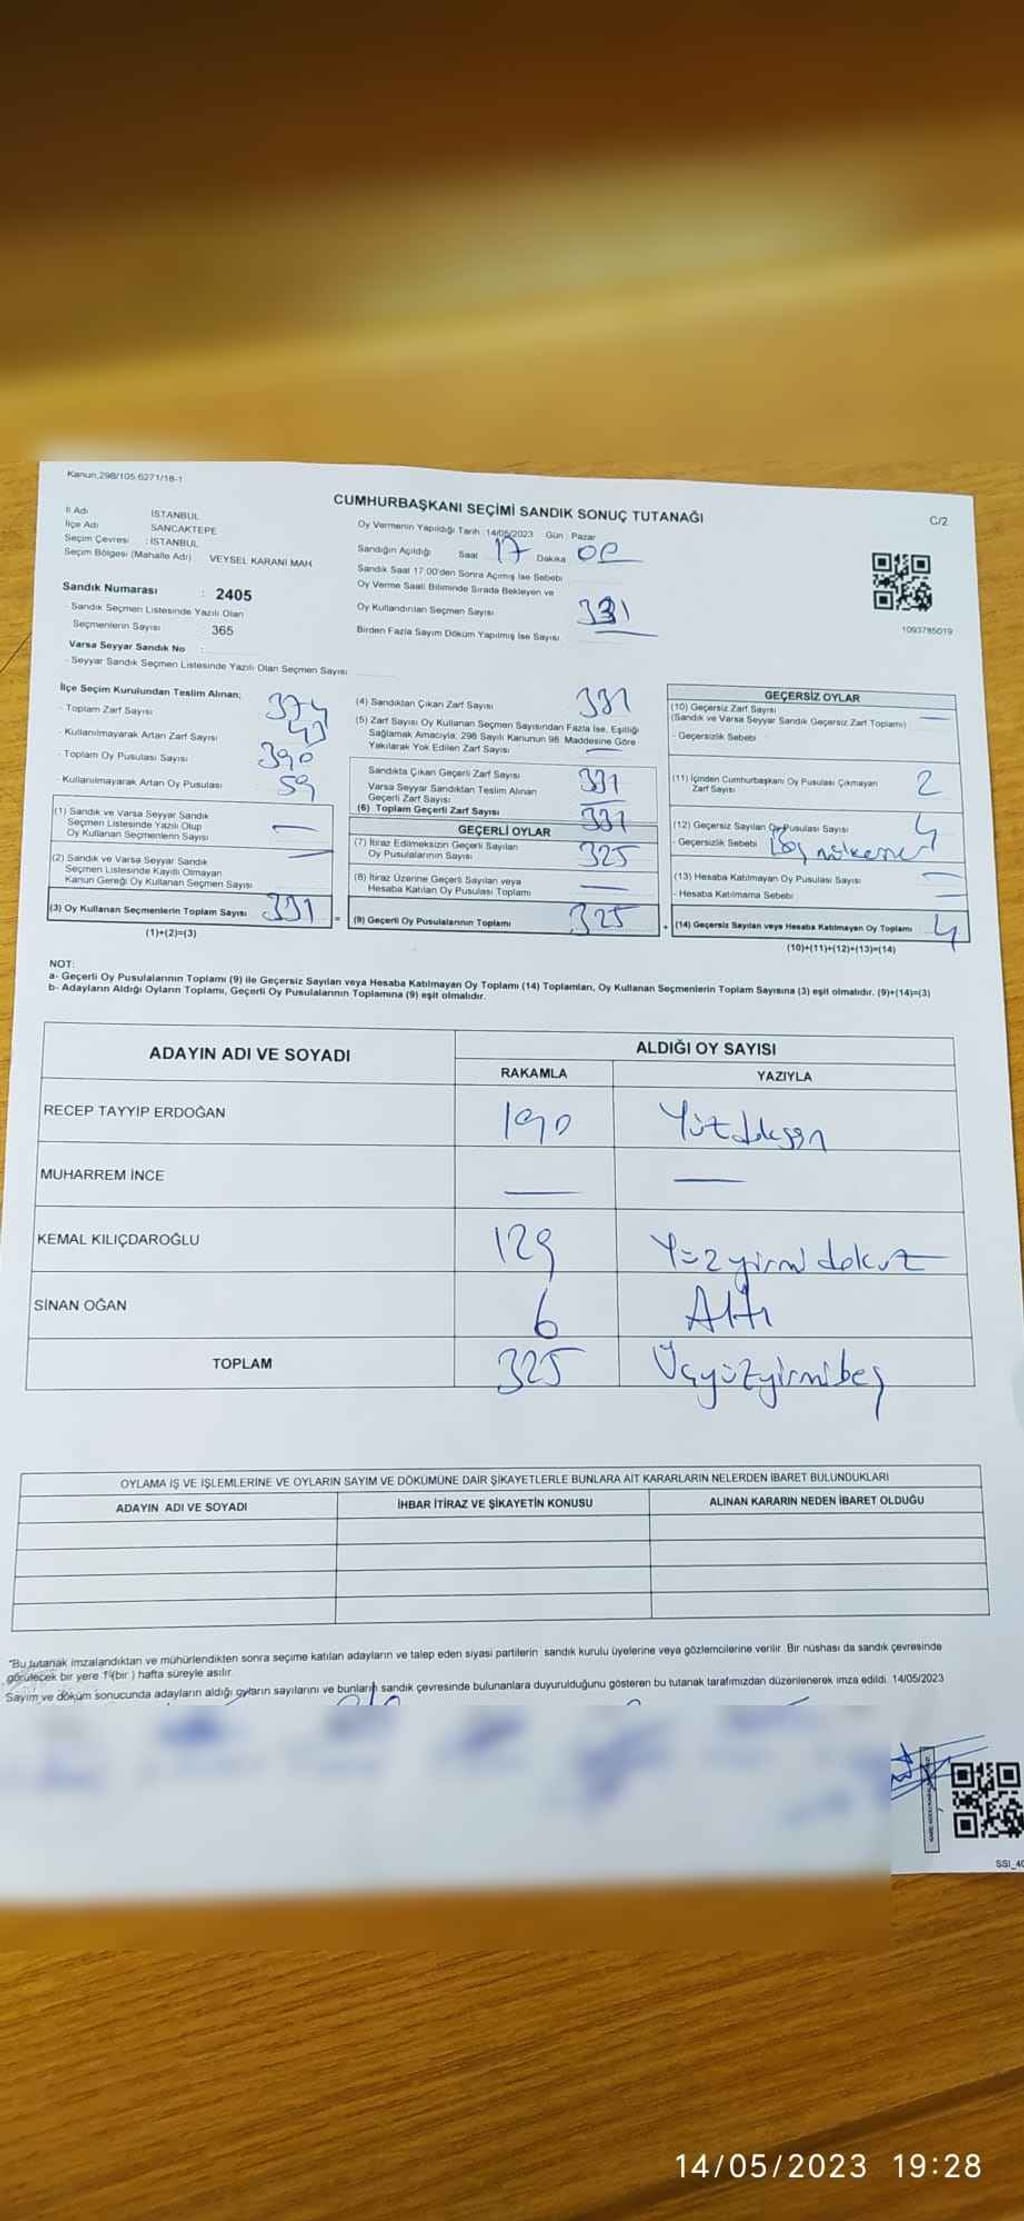 Kanun,298/105 6271/18-1
CUMHURBAŞKANI SEÇİMİ SANDIK SONUÇ TUTANAĞI
C/2
İl Adı : İSTANBUL
İlçe Adı : SANCAKTEPE
Seçim Çevresi : İSTANBUL
Seçim Bölgesi (Mahalle Adı) VEYSEL KARANİ MAH
Sandık Numarası : 2405
Sandık Seçmen Listesinde Yazılı Olan
Seçmenlerin Sayısı 365
Varsa Seyyar Sandık No :
- Seyyar Sandık Seçmen Listesinde Yazılı Olan Seçmen Sayısı
Oy Vermenin Yapıldığı Tarih :14/05/2023 Gün : Pazar
Sandığın Açıldığı Saat 17 Dakika
Sandık Saat 17:00'den Sonra Açımış İse Sebebi
Oy Verme Saati Bitiminde Sırada Bekleyen ve
Oy Kullandırılan Seçmen Sayısı 331
Birden Fazla Sayım Döküm Yapılmış İse Sayısı
1093785019
İlçe Seçim Kurulundan Teslim Alınan;
- Toplam Zarf Sayısı 374
- Kullanılmayarak Artan Zarf Sayısı
- Toplam Oy Pusulası Sayısı 390
- Kullanılmayarak Artan Oy Pusulası 59
(1) Sandık ve Varsa Seyyar Sandık
Seçmen Listesinde Yazılı Olup
Oy Kullanan Seçmenlerin Sayısı —
(2) Sandık ve Varsa Seyyar Sandık
Seçmen Listesinde Kayıtlı Olmayan
Kanun Gereği Oy Kullanan Seçmen Sayısı —
(3) Oy Kullanan Seçmenlerin Toplam Sayısı 331 =
(1)+(2)=(3)
(4) Sandıktan Çıkan Zarf Sayısı 331
(5) Zarf Sayısı Oy Kullanan Seçmen Sayısından Fazla İse, Eşitliği
Sağlamak Amacıyla; 298 Sayılı Kanunun 98. Maddesine Göre
Yakılarak Yok Edilen Zarf Sayısı —
Sandıkta Çıkan Geçerli Zarf Sayısı 331
Varsa Seyyar Sandıktan Teslim Alınan
Geçerli Zarf Sayısı —
(6) Toplam Geçerli Zarf Sayısı 331
GEÇERLİ OYLAR
(7) İtiraz Edilmeksizin Geçerli Sayılan
Oy Pusulalarının Sayısı 325
(8) İtiraz Üzerine Geçerli Sayılan veya
Hesaba Katılan Oy Pusulası Toplamı —
(9) Geçerli Oy Pusulalarının Toplamı 325 +
GEÇERSİZ OYLAR
(10) Geçersiz Zarf Sayısı —
(Sandık ve Varsa Seyyar Sandık Geçersiz Zarf Toplamı)
- Geçersizlik Sebebi
(11) İçinden Cumhurbaşkanı Oy Pusulası Çıkmayan
Zarf Sayısı 2
(12) Geçersiz Sayılan Oy Pusulası Sayısı 4
- Geçersizlik Sebebi
(13) Hesaba Katılmayan Oy Pusulası Sayısı —
- Hesaba Katılmama Sebebi —
(14) Geçersiz Sayılan veya Hesaba Katılmayan Oy Toplamı 4
(10)+(11)+(12)+(13)=(14)
NOT:
a- Geçerli Oy Pusulalarının Toplamı (9) ile Geçersiz Sayılan veya Hesaba Katılmayan Oy Toplamı (14) Toplamları, Oy Kullanan Seçmenlerin Toplam Sayısına (3) eşit olmalıdır. (9)+(14)=(3)
b- Adayların Aldığı Oyların Toplamı, Geçerli Oy Pusulalarının Toplamına (9) eşit olmalıdır.
ADAYIN ADI VE SOYADI ALDIĞI OY SAYISI
RAKAMLA YAZIYLA
RECEP TAYYİP ERDOĞAN 190
MUHARREM İNCE — —
KEMAL KILIÇDAROĞLU 129 Yüzyirmi dokuz
SİNAN OĞAN 6 Altı
TOPLAM 325 Üçyüzyirmibeş
OYLAMA İŞ VE İŞLEMLERİNE VE OYLARIN SAYIM VE DÖKÜMÜNE DAİR ŞİKAYETLERLE BUNLARA AİT KARARLARIN NELERDEN İBARET BULUNDUKLARI
ADAYIN ADI VE SOYADI İHBAR İTİRAZ VE ŞİKAYETİN KONUSU ALINAN KARARIN NEDEN İBARET OLDUĞU
"Bu tutanak imzalandıktan ve mühürlendikten sonra seçime katılan adayların ve talep eden siyasi partilerin sandık kurulu üyelerine veya gözlemcilerine verilir. Bir nüshası da sandık çevresinde
görülecek bir yere 1 (bir ) hafta süreyle asılır.
Sayım ve döküm sonucunda adayların aldığı oyların sayılarını ve bunların sandık çevresinde bulunanlara duyurulduğunu gösteren bu tutanak tarafımızdan düzenlenerek imza edildi. 14/05/2023
SSI_40
14/05/2023 19:28